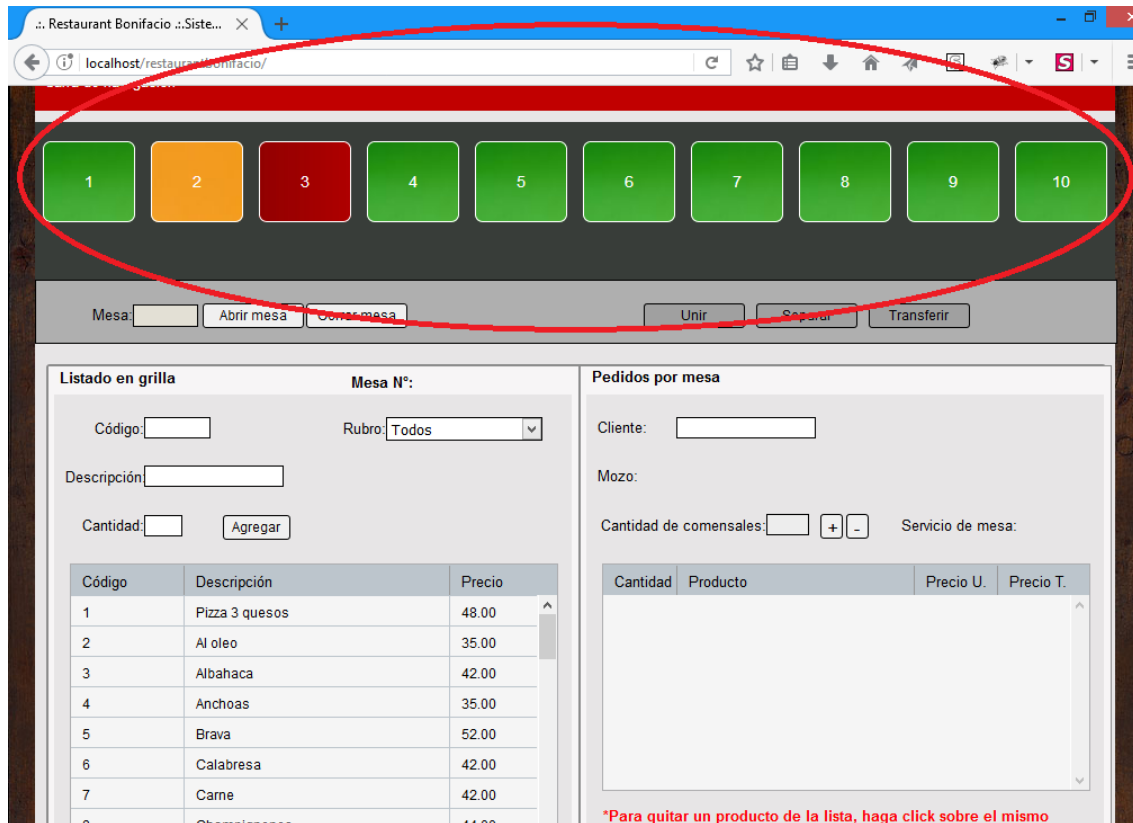 .:. Restaurant Bonifacio .:.Siste...
localhost/restaurantbonifacio/
1 2 3 4 5 6 7 8 9 10
Mesa: Abrir mesa Cerrar mesa Unir Separar Transferir
Listado en grilla Mesa N°:
Código: Rubro: Todos
Descripción:
Cantidad: Agregar
Código Descripción Precio
1 Pizza 3 quesos 48.00
2 Al oleo 35.00
3 Albahaca 42.00
4 Anchoas 35.00
5 Brava 52.00
6 Calabresa 42.00
7 Carne 42.00
Pedidos por mesa
Cliente:
Mozo:
Cantidad de comensales: + - Servicio de mesa:
Cantidad Producto Precio U. Precio T.
*Para quitar un producto de la lista, haga click sobre el mismo